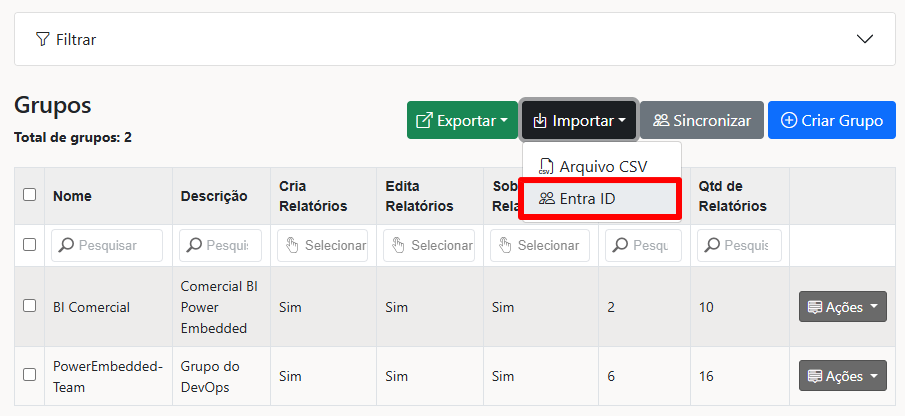 Filtrar
Grupos
Total de grupos: 2
Exportar
Importar
Sincronizar
Criar Grupo
Arquivo CSV
Entra ID
Nome
Descrição
Cria
Relatórios
Edita
Relatórios
Qtd de
Relatórios
Pesquisar
Pesquis
Selecionar
Selecionar
Selecionar
Pesqu
Pesquis
BI Comercial
Comercial BI
Power
Embedded
Sim
Sim
Sim
2
10
Ações
PowerEmbedded-
Team
Grupo do
DevOps
Sim
Sim
Sim
6
16
Ações